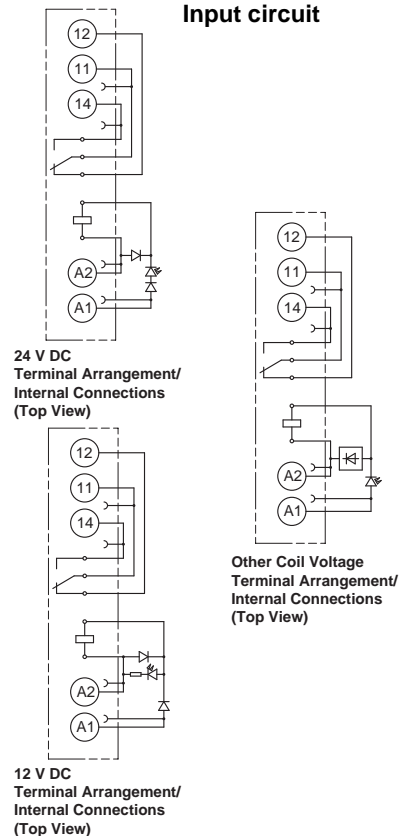 Input circuit
12
11
14
A2
A1
24 V DC
Terminal Arrangement/
Internal Connections
(Top View)
12
11
14
A2
A1
Other Coil Voltage
Terminal Arrangement/
Internal Connections
(Top View)
12
11
14
A2
A1
12 V DC
Terminal Arrangement/
Internal Connections
(Top View)